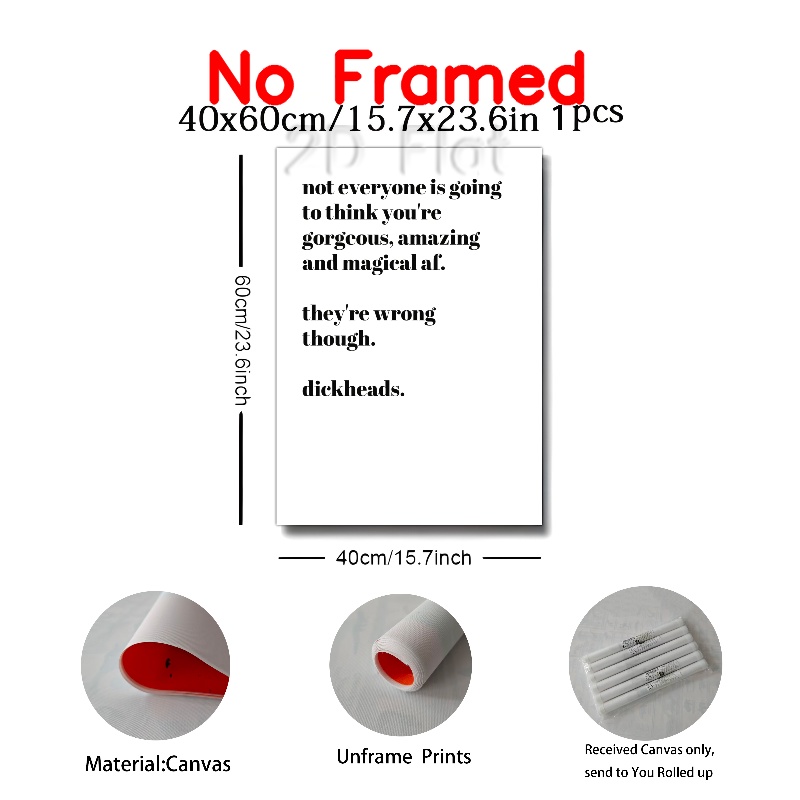 No Framed
40x60cm/15.7x23.6in 1pcs
2D Flat
not everyone is going
to think you're
gorgeous, amazing
and magical af.
they're wrong
though.
dickheads.
60cm/23.6inch
40cm/15.7inch
Material:Canvas
Unframe Prints
Received Canvas only,
send to You Rolled up